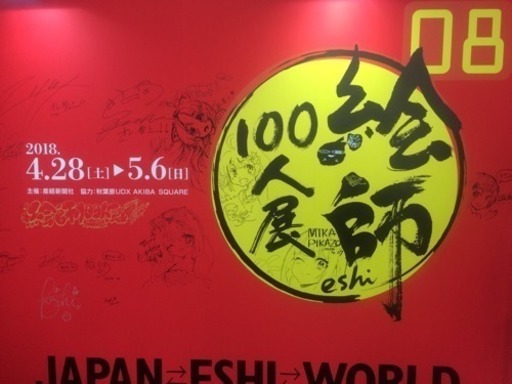 08
絵師
100人展
eshi
MIKA
PIKAZO
2018.
4.28[土]▶5.6[日]
主催：産経新聞社 協力：秋葉原UDX AKIBA SQUARE
JAPAN⇄ESHI⇄WORLD